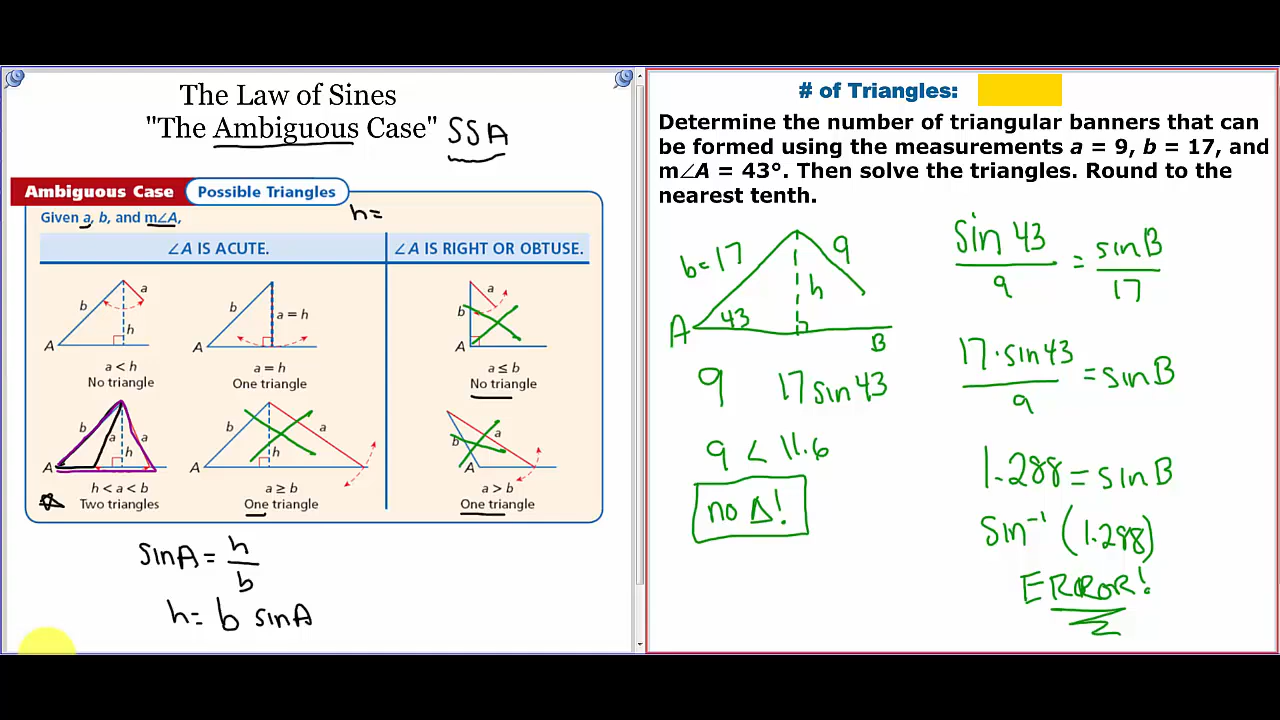 The Law of Sines
"The Ambiguous Case" SSA
Ambiguous Case Possible Triangles
Given a, b, and m∠A,
h=
∠A IS ACUTE. ∠A IS RIGHT OR OBTUSE.
b a h A
a < h
No triangle
b a = h A
a = h
One triangle
a b A
a ≤ b
No triangle
b a h a A
h < a < b
Two triangles
b a h A
a ≥ b
One triangle
a b A
a > b
One triangle
sinA = h/b
h = b sinA
# of Triangles:
Determine the number of triangular banners that can
be formed using the measurements a = 9, b = 17, and
m∠A = 43°. Then solve the triangles. Round to the
nearest tenth.
b=17 9
h
A 43 B
9 17sin43
9 < 11.6
no Δ!
sin 43/9 = sinB/17
17·sin43/9 = sinB
1.288 = sinB
sin⁻¹ (1.288)
ERROR!